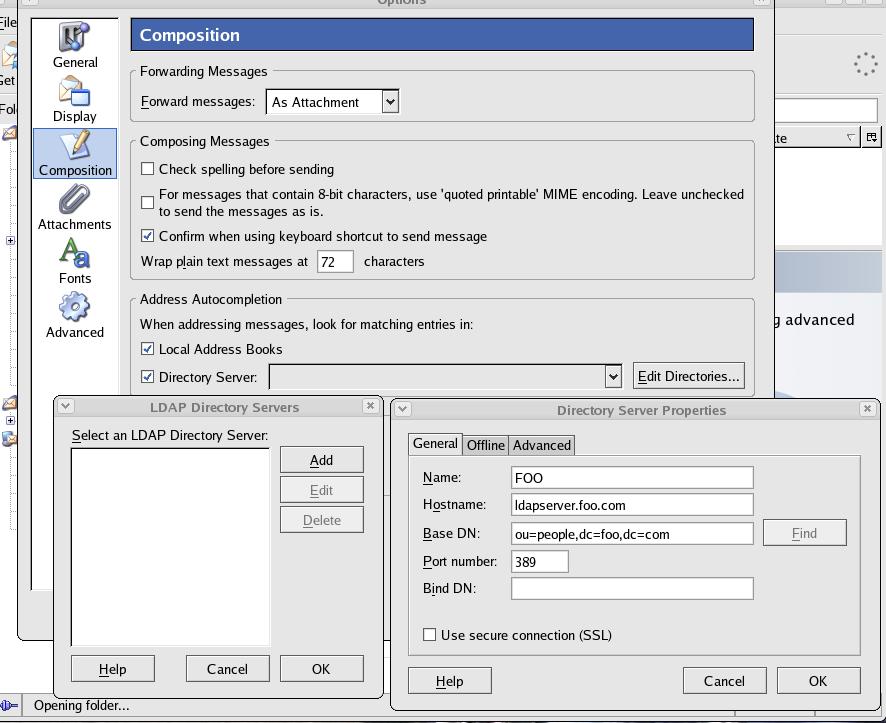 Options
File
Get
General
Display
Composition
Attachments
Fonts
Advanced
Composition
Forwarding Messages
Forward messages:
As Attachment
Composing Messages
Check spelling before sending
For messages that contain 8-bit characters, use 'quoted printable' MIME encoding. Leave unchecked
to send the messages as is.
Confirm when using keyboard shortcut to send message
Wrap plain text messages at 72 characters
Address Autocompletion
When addressing messages, look for matching entries in:
Local Address Books
Directory Server:
Edit Directories...
g advanced
LDAP Directory Servers
Select an LDAP Directory Server:
Add
Edit
Delete
Help
Cancel
OK
Directory Server Properties
General
Offline
Advanced
Name: FOO
Hostname: ldapserver.foo.com
Base DN: ou=people,dc=foo,dc=com
Find
Port number: 389
Bind DN:
Use secure connection (SSL)
Help
Cancel
OK
Opening folder...